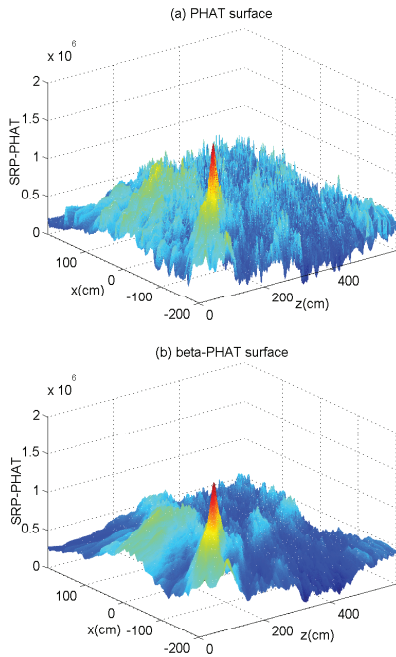 (a) PHAT surface
x 10^6
2
1.5
1
0.5
0
SRP-PHAT
100
0
-100
-200
x(cm)
0
200
400
z(cm)
(b) beta-PHAT surface
x 10^6
2
1.5
1
0.5
0
SRP-PHAT
100
0
-100
-200
x(cm)
0
200
400
z(cm)